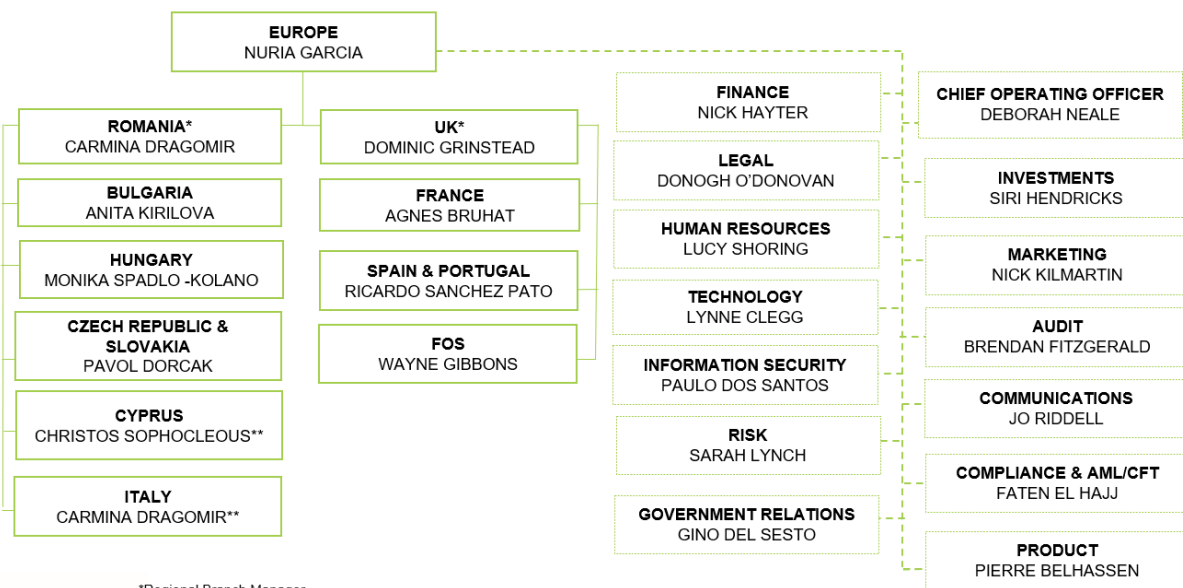 EUROPE
NURIA GARCIA
ROMANIA*
CARMINA DRAGOMIR
BULGARIA
ANITA KIRILOVA
HUNGARY
MONIKA SPADLO -KOLANO
CZECH REPUBLIC &
SLOVAKIA
PAVOL DORCAK
CYPRUS
CHRISTOS SOPHOCLEOUS**
ITALY
CARMINA DRAGOMIR**
UK*
DOMINIC GRINSTEAD
FRANCE
AGNES BRUHAT
SPAIN & PORTUGAL
RICARDO SANCHEZ PATO
FOS
WAYNE GIBBONS
FINANCE
NICK HAYTER
LEGAL
DONOGH O'DONOVAN
HUMAN RESOURCES
LUCY SHORING
TECHNOLOGY
LYNNE CLEGG
INFORMATION SECURITY
PAULO DOS SANTOS
RISK
SARAH LYNCH
GOVERNMENT RELATIONS
GINO DEL SESTO
CHIEF OPERATING OFFICER
DEBORAH NEALE
INVESTMENTS
SIRI HENDRICKS
MARKETING
NICK KILMARTIN
AUDIT
BRENDAN FITZGERALD
COMMUNICATIONS
JO RIDDELL
COMPLIANCE & AML/CFT
FATEN EL HAJJ
PRODUCT
PIERRE BELHASSEN
*Regional Branch Manager